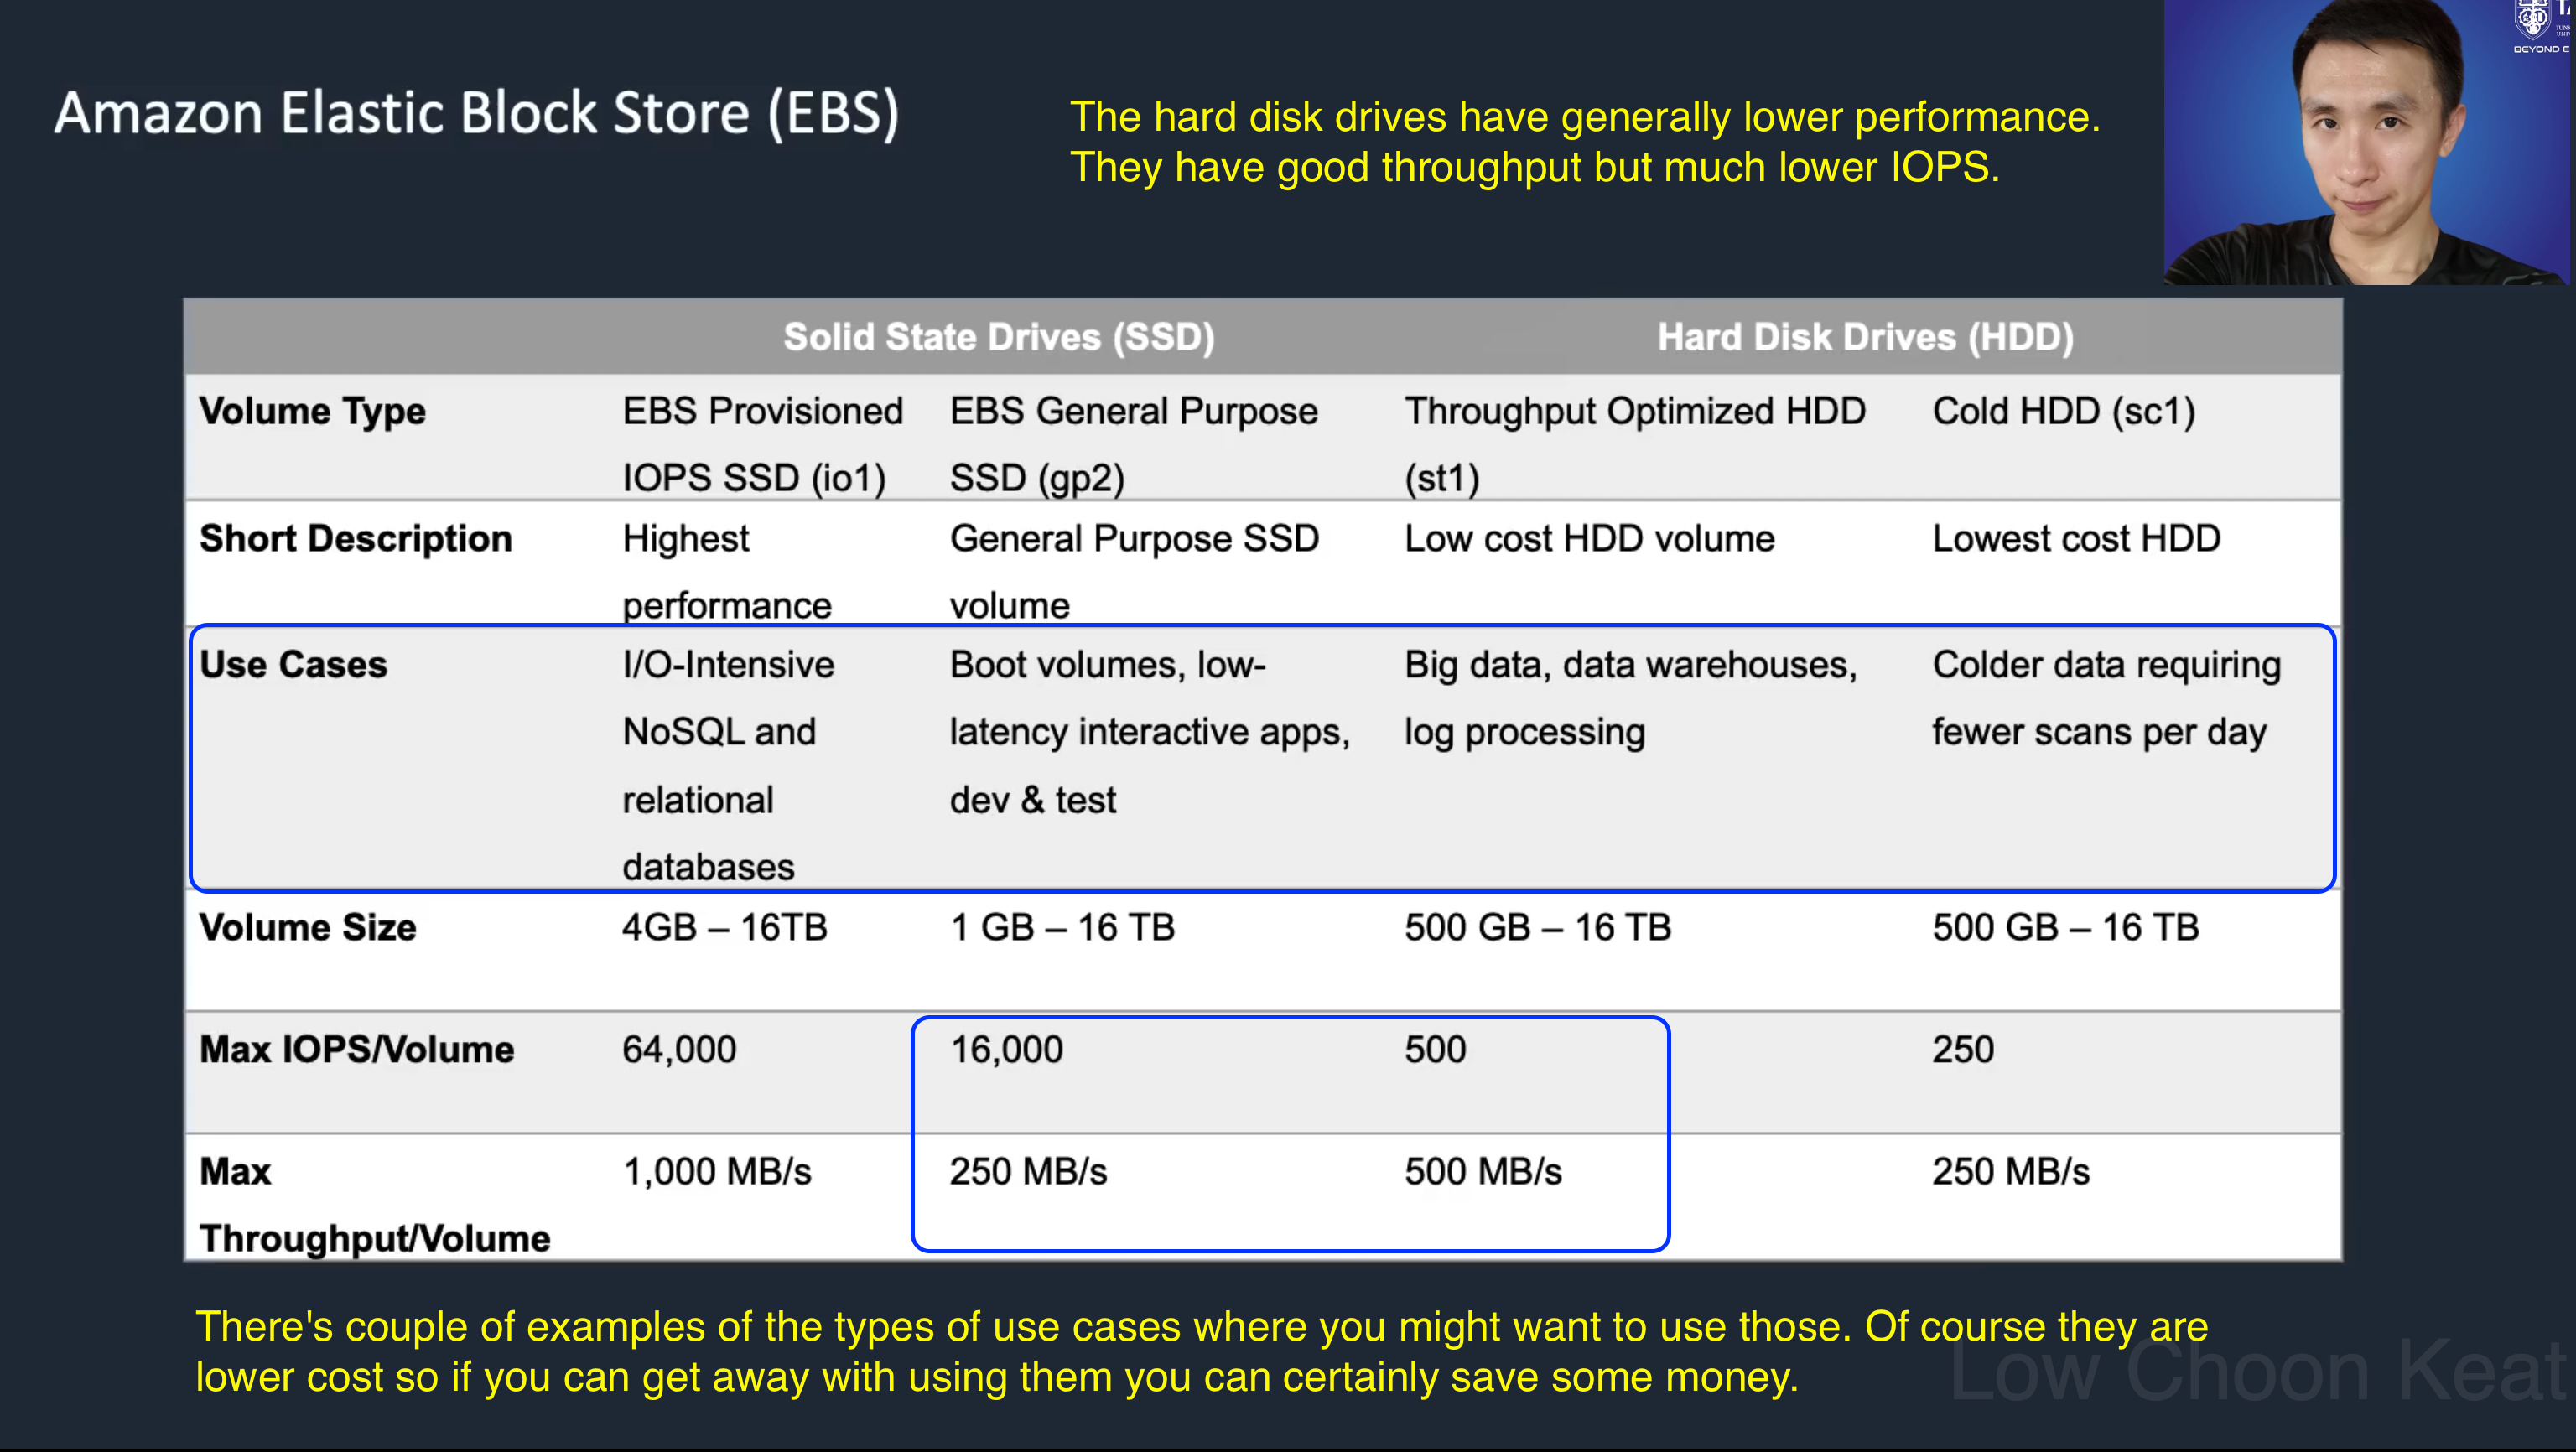 TA
TUNK
UNIV
BEYOND E
Amazon Elastic Block Store (EBS)
The hard disk drives have generally lower performance.
They have good throughput but much lower IOPS.
Solid State Drives (SSD) Hard Disk Drives (HDD)
Volume Type EBS Provisioned EBS General Purpose Throughput Optimized HDD Cold HDD (sc1)
IOPS SSD (io1) SSD (gp2) (st1)
Short Description Highest General Purpose SSD Low cost HDD volume Lowest cost HDD
performance volume
Use Cases I/O-Intensive Boot volumes, low- Big data, data warehouses, Colder data requiring
NoSQL and latency interactive apps, log processing fewer scans per day
relational dev & test
databases
Volume Size 4GB – 16TB 1 GB – 16 TB 500 GB – 16 TB 500 GB – 16 TB
Max IOPS/Volume 64,000 16,000 500 250
Max 1,000 MB/s 250 MB/s 500 MB/s 250 MB/s
Throughput/Volume
There's couple of examples of the types of use cases where you might want to use those. Of course they are
lower cost so if you can get away with using them you can certainly save some money.
Low Choon Keat